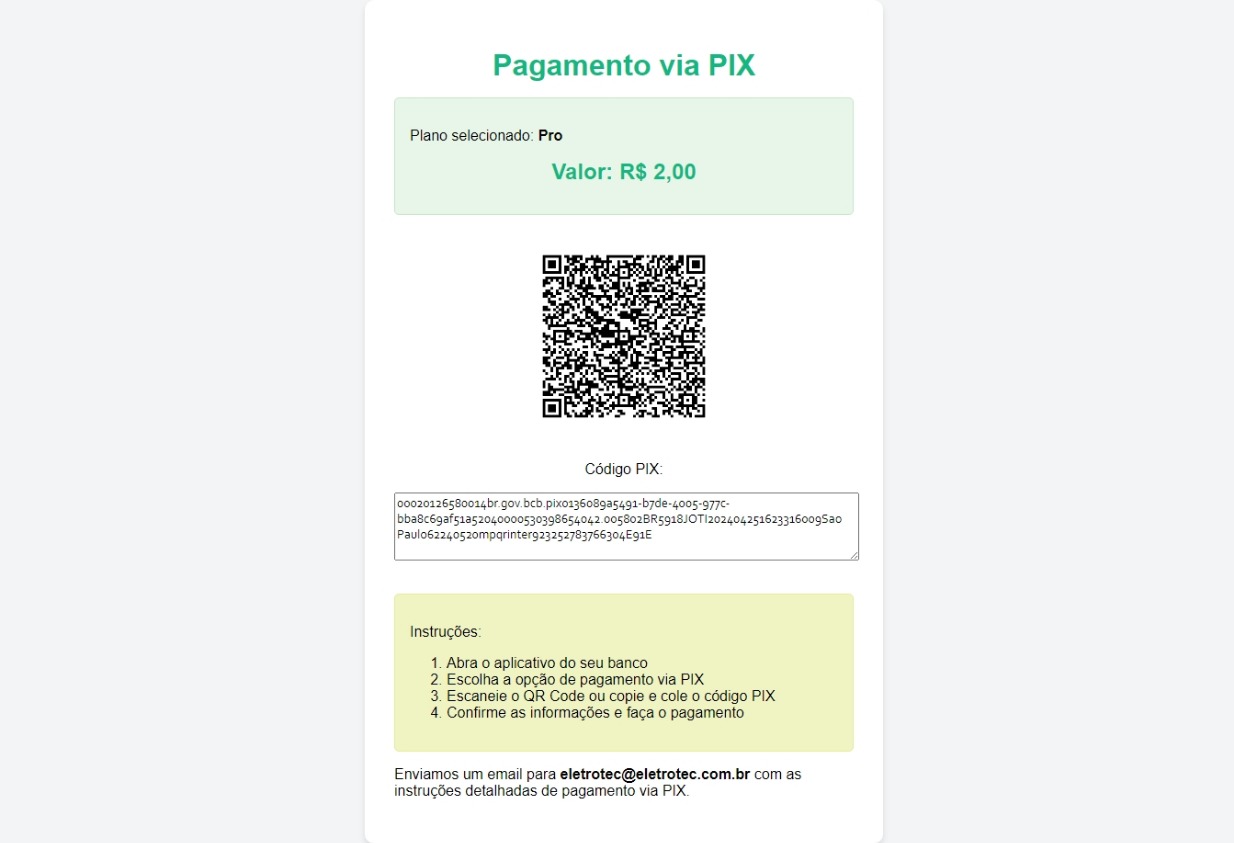 Pagamento via PIX
Plano selecionado: Pro
Valor: R$ 2,00
Código PIX:
00020126580014br.gov.bcb.pix0136089a5491-b7de-4005-977c-
bba8c69af51a52040000530398654042.005802BR5918JOTI202404251623316009Sao
Paulo62240520mpqrinter923252783766304E91E
Instruções:
1. Abra o aplicativo do seu banco
2. Escolha a opção de pagamento via PIX
3. Escaneie o QR Code ou copie e cole o código PIX
4. Confirme as informações e faça o pagamento
Enviamos um email para eletrotec@eletrotec.com.br com as
instruções detalhadas de pagamento via PIX.